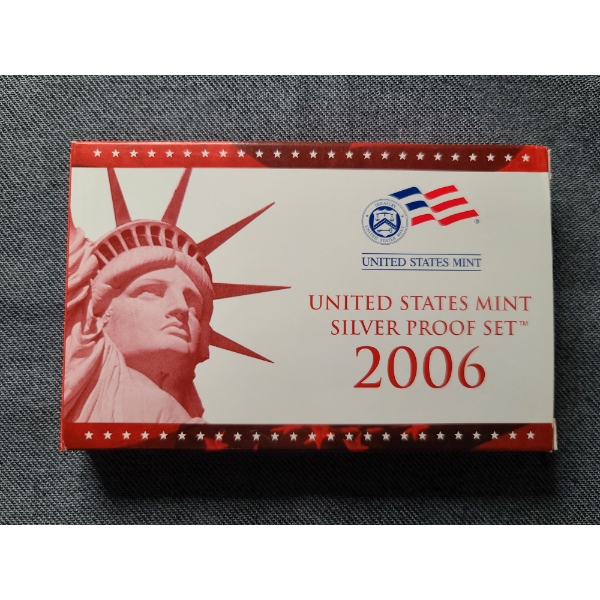 UNITED STATES MINT
UNITED STATES MINT
SILVER PROOF SET™
2006